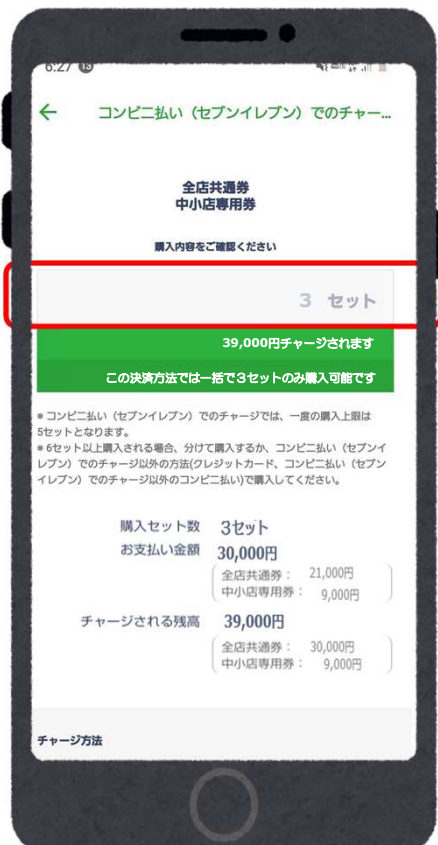 6:27
コンビニ払い（セブンイレブン）でのチャー...
全店共通券
中小店専用券
購入内容をご確認ください
3 セット
39,000円チャージされます
この決済方法では一括で3セットのみ購入可能です
※ コンビニ払い（セブンイレブン）でのチャージでは、一度の購入上限は
5セットとなります。
※ 6セット以上購入される場合、分けて購入するか、コンビニ払い（セブンイ
レブン）でのチャージ以外の方法(クレジットカード、コンビニ払い（セブン
イレブン）でのチャージ以外のコンビニ払い)で購入してください。
購入セット数 3セット
お支払い金額 30,000円
全店共通券： 21,000円
中小店専用券： 9,000円
チャージされる残高 39,000円
全店共通券： 30,000円
中小店専用券： 9,000円
チャージ方法